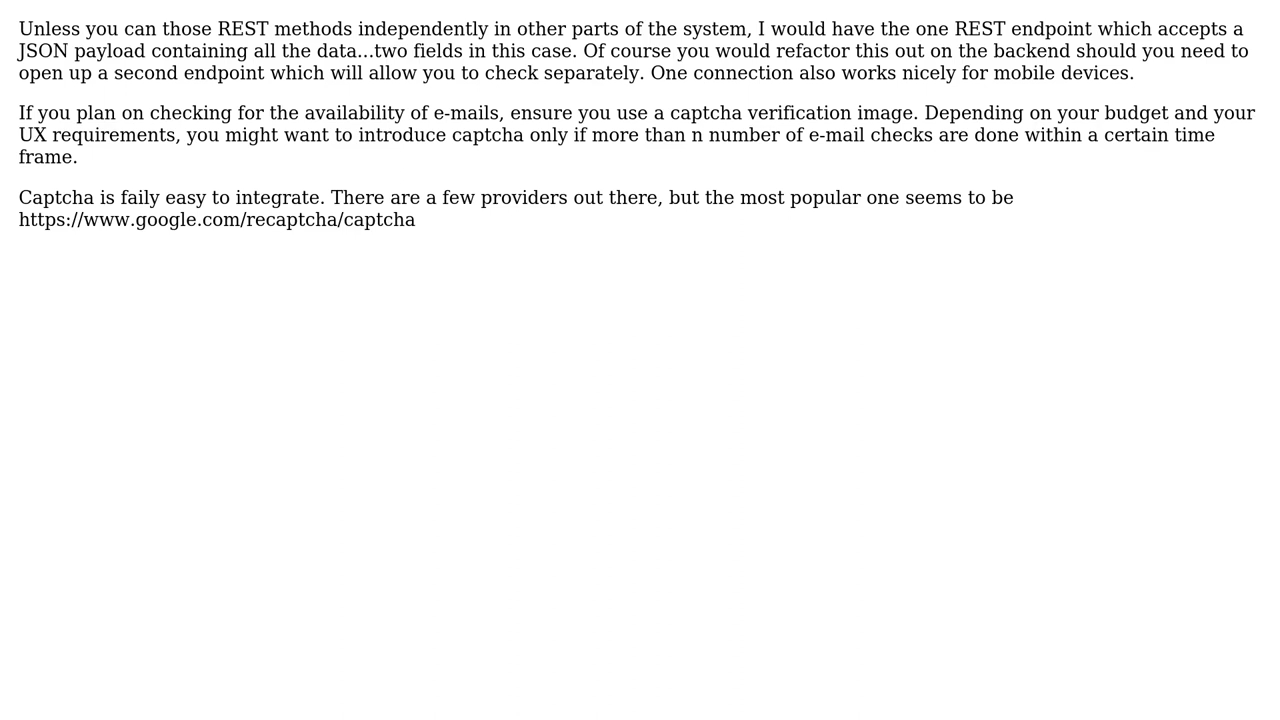 Unless you can those REST methods independently in other parts of the system, I would have the one REST endpoint which accepts a
JSON payload containing all the data...two fields in this case. Of course you would refactor this out on the backend should you need to
open up a second endpoint which will allow you to check separately. One connection also works nicely for mobile devices.
If you plan on checking for the availability of e-mails, ensure you use a captcha verification image. Depending on your budget and your
UX requirements, you might want to introduce captcha only if more than n number of e-mail checks are done within a certain time
frame.
Captcha is faily easy to integrate. There are a few providers out there, but the most popular one seems to be
https://www.google.com/recaptcha/captcha